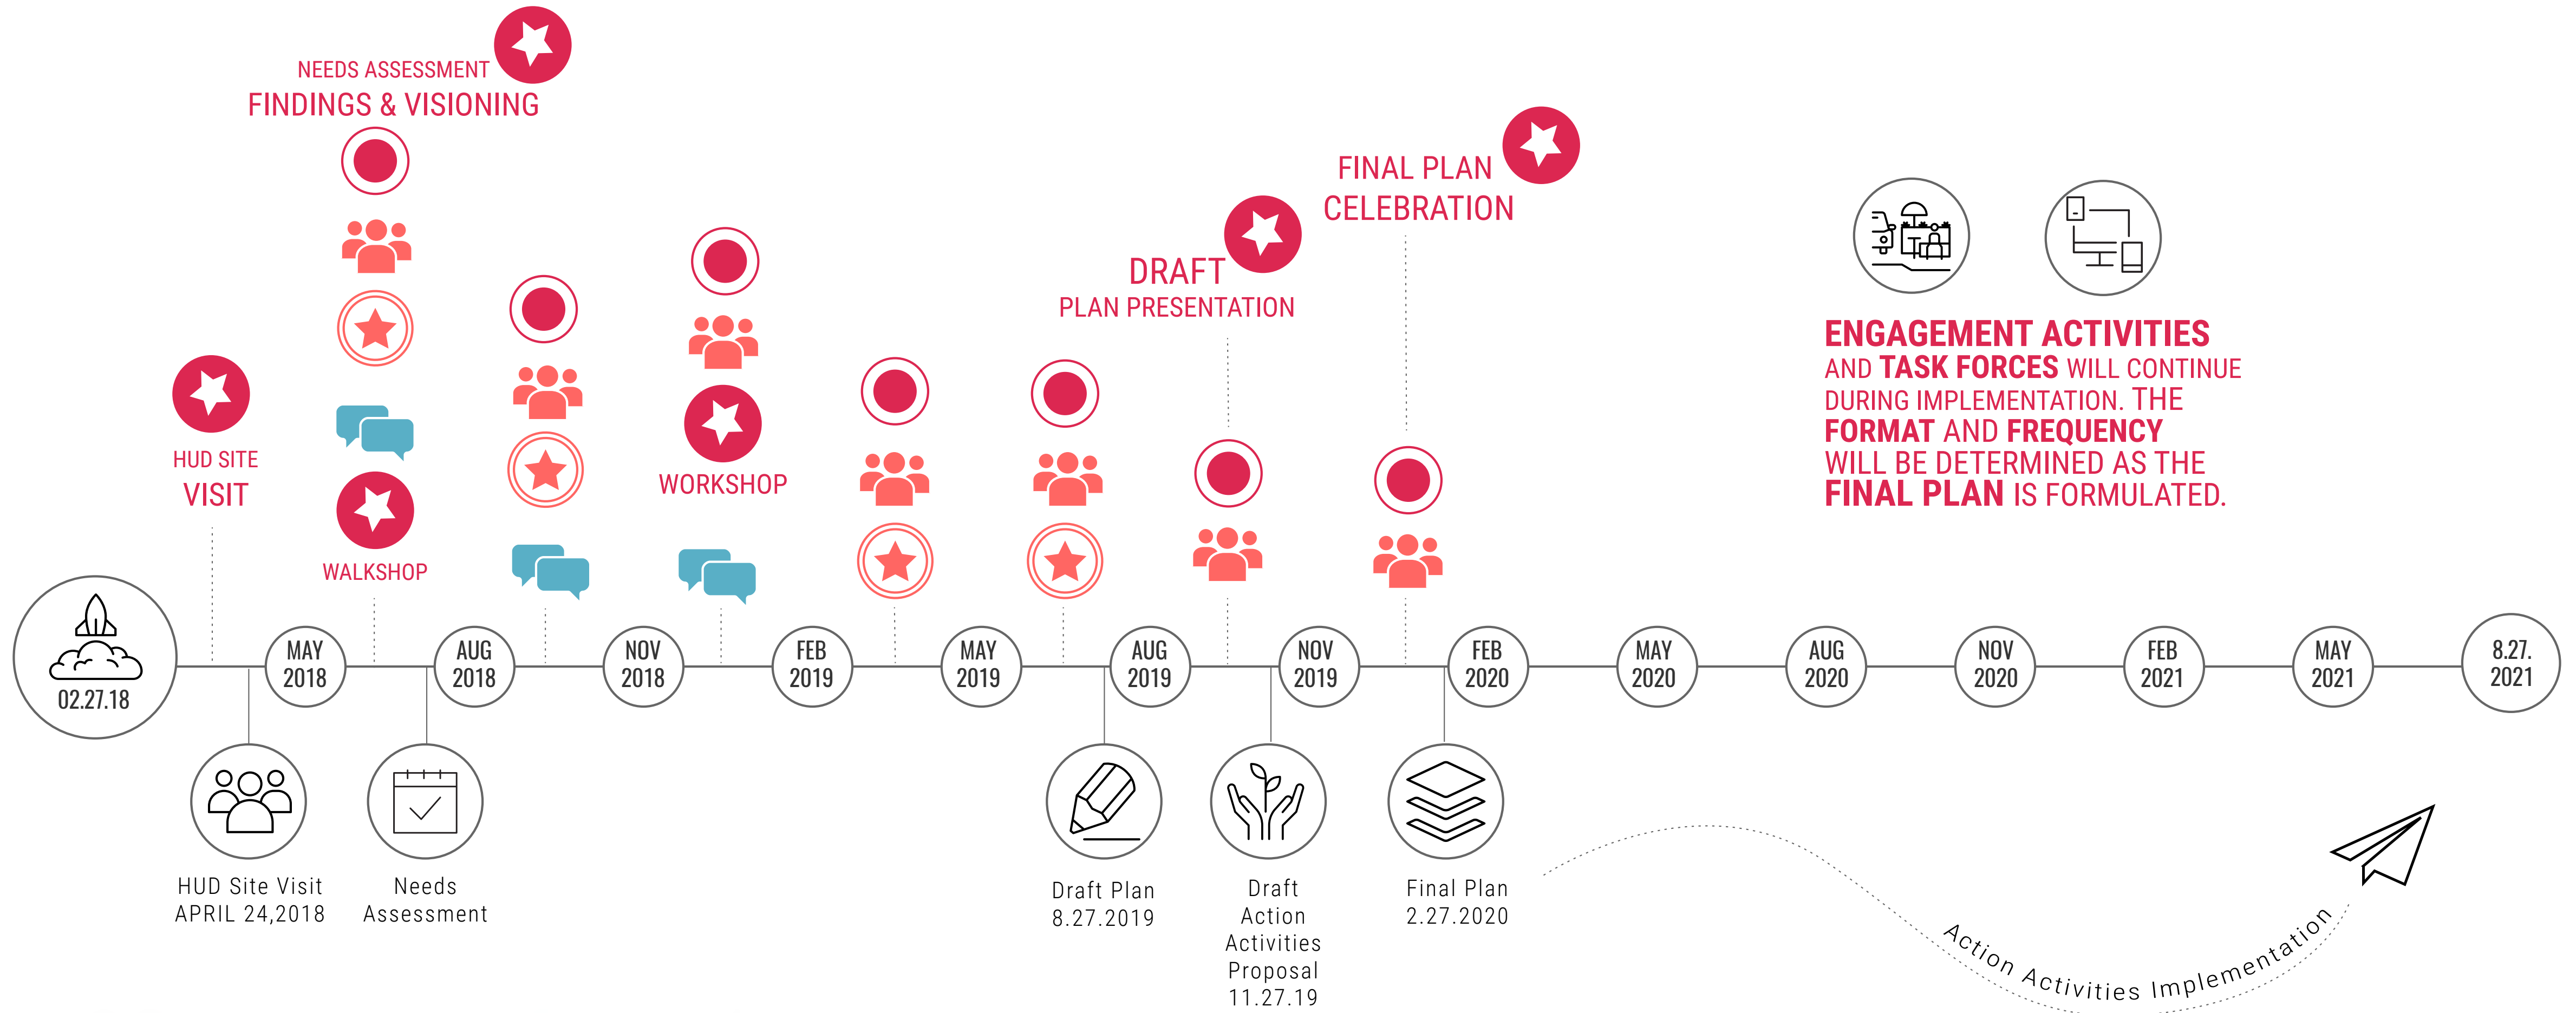 NEEDS ASSESSMENT
FINDINGS & VISIONING
HUD SITE
VISIT
WALKSHOP
WORKSHOP
DRAFT
PLAN PRESENTATION
FINAL PLAN
CELEBRATION
ENGAGEMENT ACTIVITIES
AND TASK FORCES WILL CONTINUE
DURING IMPLEMENTATION. THE
FORMAT AND FREQUENCY
WILL BE DETERMINED AS THE
FINAL PLAN IS FORMULATED.
02.27.18
MAY
2018
AUG
2018
NOV
2018
FEB
2019
MAY
2019
AUG
2019
NOV
2019
FEB
2020
MAY
2020
AUG
2020
NOV
2020
FEB
2021
MAY
2021
8.27.
2021
HUD Site Visit
APRIL 24,2018
Needs
Assessment
Draft Plan
8.27.2019
Draft
Action
Activities
Proposal
11.27.19
Final Plan
2.27.2020
Action Activities Implementation